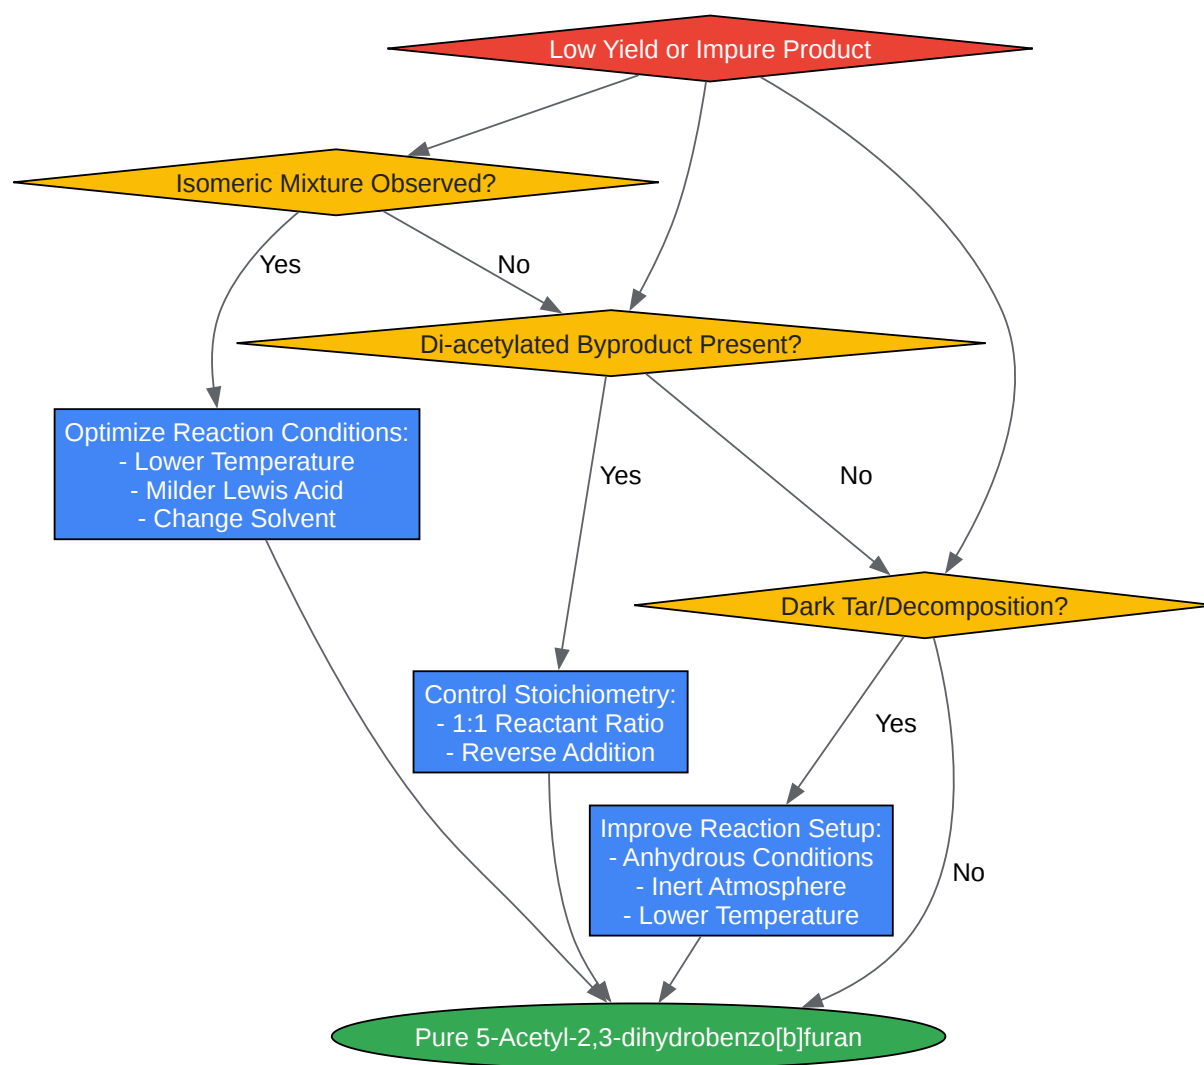 Low Yield or Impure Product
Isomeric Mixture Observed?
Yes
No
Di-acetylated Byproduct Present?
Optimize Reaction Conditions:
- Lower Temperature
- Milder Lewis Acid
- Change Solvent
Yes
No
Dark Tar/Decomposition?
Control Stoichiometry:
- 1:1 Reactant Ratio
- Reverse Addition
Yes
Improve Reaction Setup:
- Anhydrous Conditions
- Inert Atmosphere
- Lower Temperature
No
Pure 5-Acetyl-2,3-dihydrobenzo[b]furan